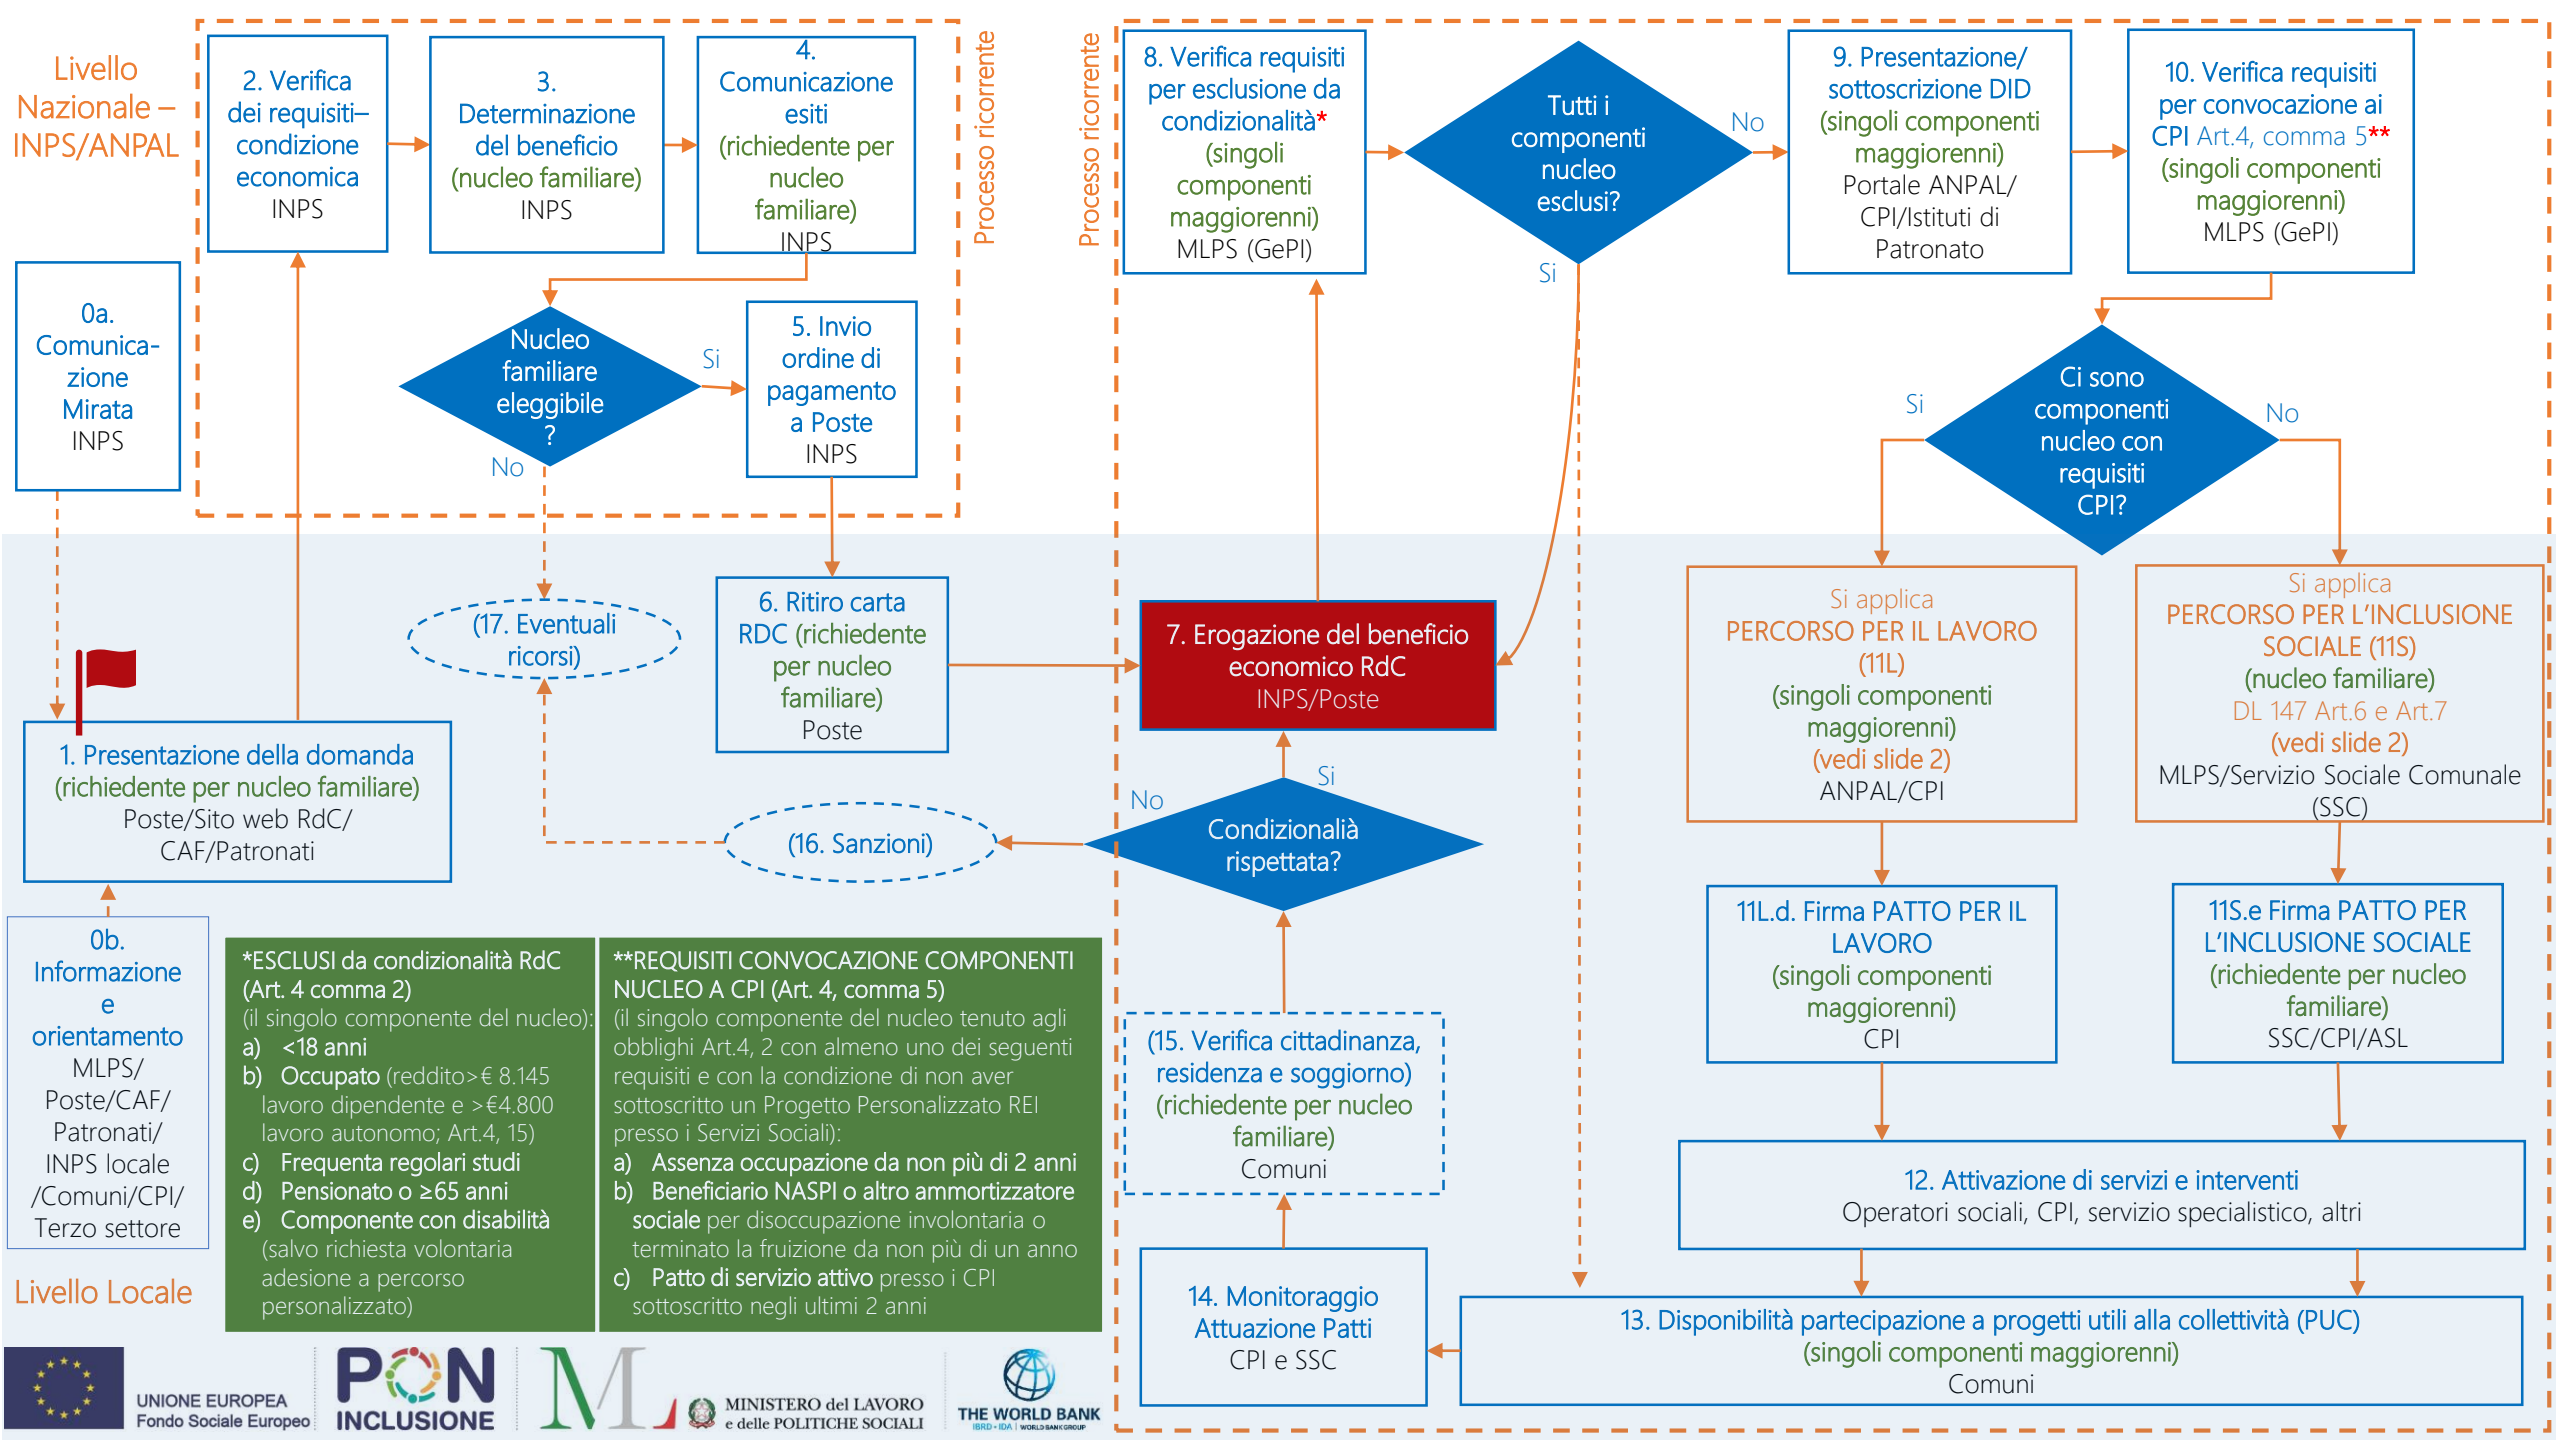 Livello
Nazionale –
INPS/ANPAL
2. Verifica
dei requisiti–
condizione
economica
INPS
3.
Determinazione
del beneficio
(nucleo familiare)
INPS
4.
Comunicazione
esiti
(richiedente per
nucleo
familiare)
INPS
Processo ricorrente
Processo ricorrente
8. Verifica requisiti
per esclusione da
condizionalità*
(singoli
componenti
maggiorenni)
MLPS (GePI)
Tutti i
componenti
nucleo
esclusi?
No
Si
9. Presentazione/
sottoscrizione DID
(singoli componenti
maggiorenni)
Portale ANPAL/
CPI/Istituti di
Patronato
10. Verifica requisiti
per convocazione ai
CPI Art.4, comma 5**
(singoli componenti
maggiorenni)
MLPS (GePI)
0a.
Comunica-
zione
Mirata
INPS
Nucleo
familiare
eleggibile
?
Si
No
5. Invio
ordine di
pagamento
a Poste
INPS
Ci sono
componenti
nucleo con
requisiti
CPI?
Si
No
(17. Eventuali
ricorsi)
6. Ritiro carta
RDC (richiedente
per nucleo
familiare)
Poste
7. Erogazione del beneficio
economico RdC
INPS/Poste
Si applica
PERCORSO PER IL LAVORO
(11L)
(singoli componenti
maggiorenni)
(vedi slide 2)
ANPAL/CPI
Si applica
PERCORSO PER L’INCLUSIONE
SOCIALE (11S)
(nucleo familiare)
DL 147 Art.6 e Art.7
(vedi slide 2)
MLPS/Servizio Sociale Comunale
(SSC)
1. Presentazione della domanda
(richiedente per nucleo familiare)
Poste/Sito web RdC/
CAF/Patronati
(16. Sanzioni)
No
Si
Condizionalià
rispettata?
0b.
Informazione
e
orientamento
MLPS/
Poste/CAF/
Patronati/
INPS locale
/Comuni/CPI/
Terzo settore
*ESCLUSI da condizionalità RdC
(Art. 4 comma 2)
(il singolo componente del nucleo):
a) <18 anni
b) Occupato (reddito>€ 8.145
lavoro dipendente e >€4.800
lavoro autonomo; Art.4, 15)
c) Frequenta regolari studi
d) Pensionato o ≥65 anni
e) Componente con disabilità
(salvo richiesta volontaria
adesione a percorso
personalizzato)
**REQUISITI CONVOCAZIONE COMPONENTI
NUCLEO A CPI (Art. 4, comma 5)
(il singolo componente del nucleo tenuto agli
obblighi Art.4, 2 con almeno uno dei seguenti
requisiti e con la condizione di non aver
sottoscritto un Progetto Personalizzato REI
presso i Servizi Sociali):
a) Assenza occupazione da non più di 2 anni
b) Beneficiario NASPI o altro ammortizzatore
sociale per disoccupazione involontaria o
terminato la fruizione da non più di un anno
c) Patto di servizio attivo presso i CPI
sottoscritto negli ultimi 2 anni
(15. Verifica cittadinanza,
residenza e soggiorno)
(richiedente per nucleo
familiare)
Comuni
11L.d. Firma PATTO PER IL
LAVORO
(singoli componenti
maggiorenni)
CPI
11S.e Firma PATTO PER
L’INCLUSIONE SOCIALE
(richiedente per nucleo
familiare)
SSC/CPI/ASL
12. Attivazione di servizi e interventi
Operatori sociali, CPI, servizio specialistico, altri
14. Monitoraggio
Attuazione Patti
CPI e SSC
13. Disponibilità partecipazione a progetti utili alla collettività (PUC)
(singoli componenti maggiorenni)
Comuni
Livello Locale
UNIONE EUROPEA
Fondo Sociale Europeo
PON
INCLUSIONE
ML
MINISTERO del LAVORO
e delle POLITICHE SOCIALI
THE WORLD BANK
IBRD • IDA | WORLD BANK GROUP